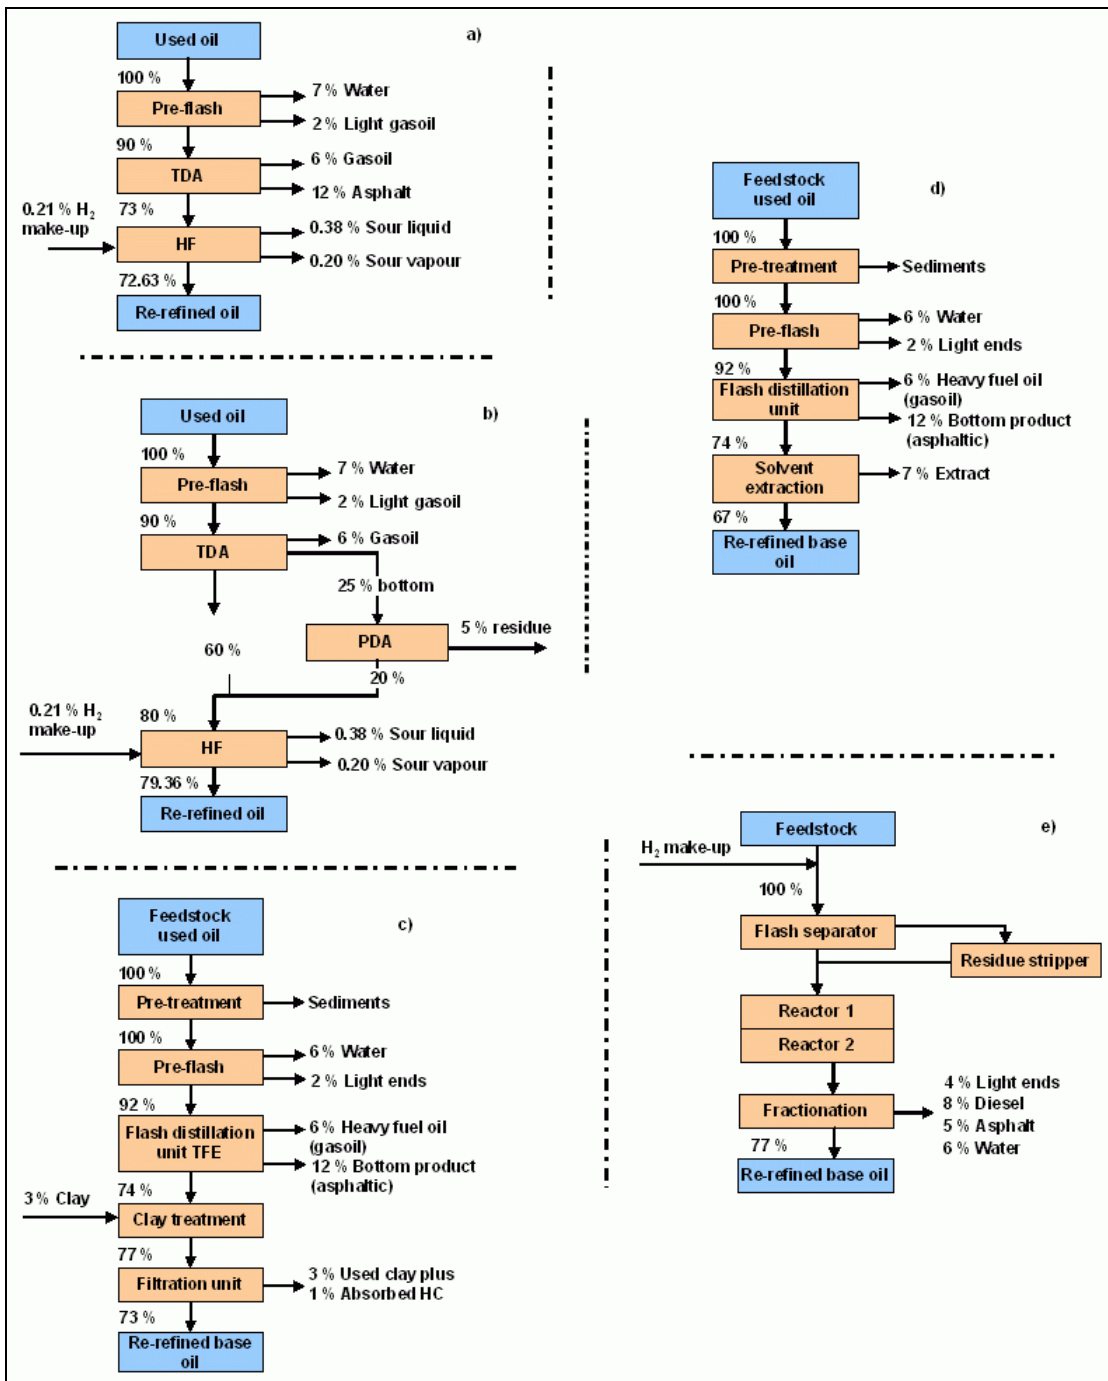 a)
Used oil
100 %
Pre-flash
7 % Water
2 % Light gasoil
90 %
TDA
6 % Gasoil
12 % Asphalt
73 %
0.21 % H₂
make-up
HF
0.38 % Sour liquid
0.20 % Sour vapour
72.63 %
Re-refined oil
b)
Used oil
100 %
Pre-flash
7 % Water
2 % Light gasoil
90 %
TDA
6 % Gasoil
25 % bottom
PDA
5 % residue
60 %
20 %
0.21 % H₂
make-up
80 %
HF
0.38 % Sour liquid
0.20 % Sour vapour
79.36 %
Re-refined oil
c)
Feedstock
used oil
100 %
Pre-treatment
Sediments
100 %
Pre-flash
6 % Water
2 % Light ends
92 %
Flash distillation
unit TFE
6 % Heavy fuel oil
(gasoil)
12 % Bottom product
(asphaltic)
74 %
3 % Clay
Clay treatment
77 %
Filtration unit
3 % Used clay plus
1 % Absorbed HC
73 %
Re-refined base
oil
d)
Feedstock
used oil
100 %
Pre-treatment
Sediments
100 %
Pre-flash
6 % Water
2 % Light ends
92 %
Flash distillation
unit
6 % Heavy fuel oil
(gasoil)
12 % Bottom product
(asphaltic)
74 %
Solvent
extraction
7 % Extract
67 %
Re-refined base
oil
e)
Feedstock
H₂ make-up
100 %
Flash separator
Residue stripper
Reactor 1
Reactor 2
Fractionation
4 % Light ends
8 % Diesel
5 % Asphalt
6 % Water
77 %
Re-refined base oil